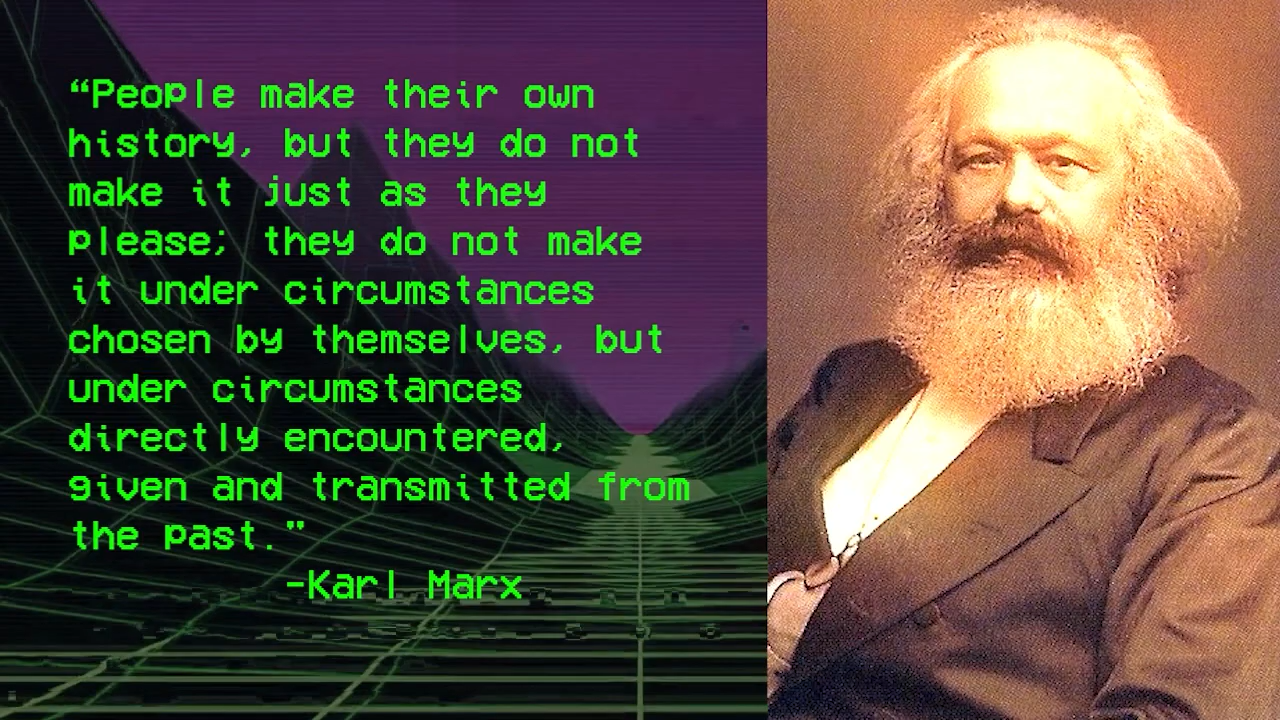 “People make their own
history, but they do not
make it just as they
please; they do not make
it under circumstances
chosen by themselves, but
under circumstances
directly encountered,
given and transmitted from
the past.”
-Karl Marx